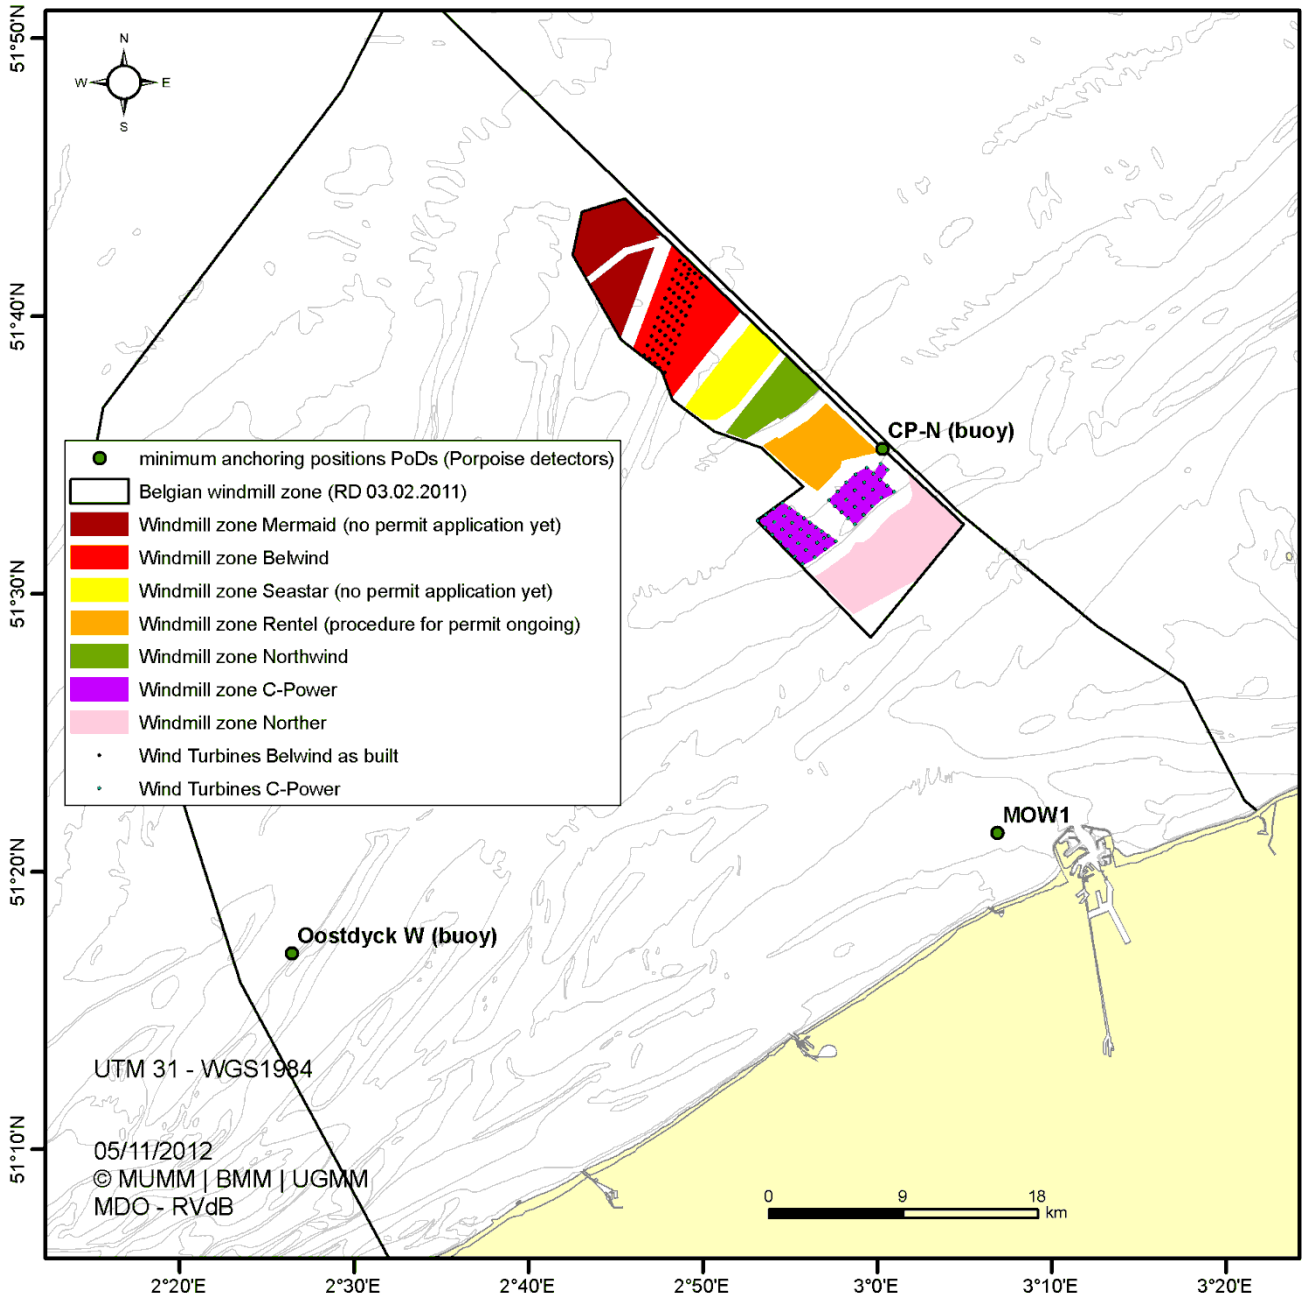 51°50'N
N
W E
S
51°40'N
CP-N (buoy)
minimum anchoring positions PoDs (Porpoise detectors)
Belgian windmill zone (RD 03.02.2011)
Windmill zone Mermaid (no permit application yet)
Windmill zone Belwind
Windmill zone Seastar (no permit application yet)
Windmill zone Rentel (procedure for permit ongoing)
Windmill zone Northwind
Windmill zone C-Power
Windmill zone Norther
Wind Turbines Belwind as built
Wind Turbines C-Power
51°30'N
MOW1
51°20'N
Oostdyck W (buoy)
UTM 31 - WGS1984
51°10'N
05/11/2012
© MUMM | BMM | UGMM
MDO - RVdB
0 9 18
km
2°20'E 2°30'E 2°40'E 2°50'E 3°0'E 3°10'E 3°20'E